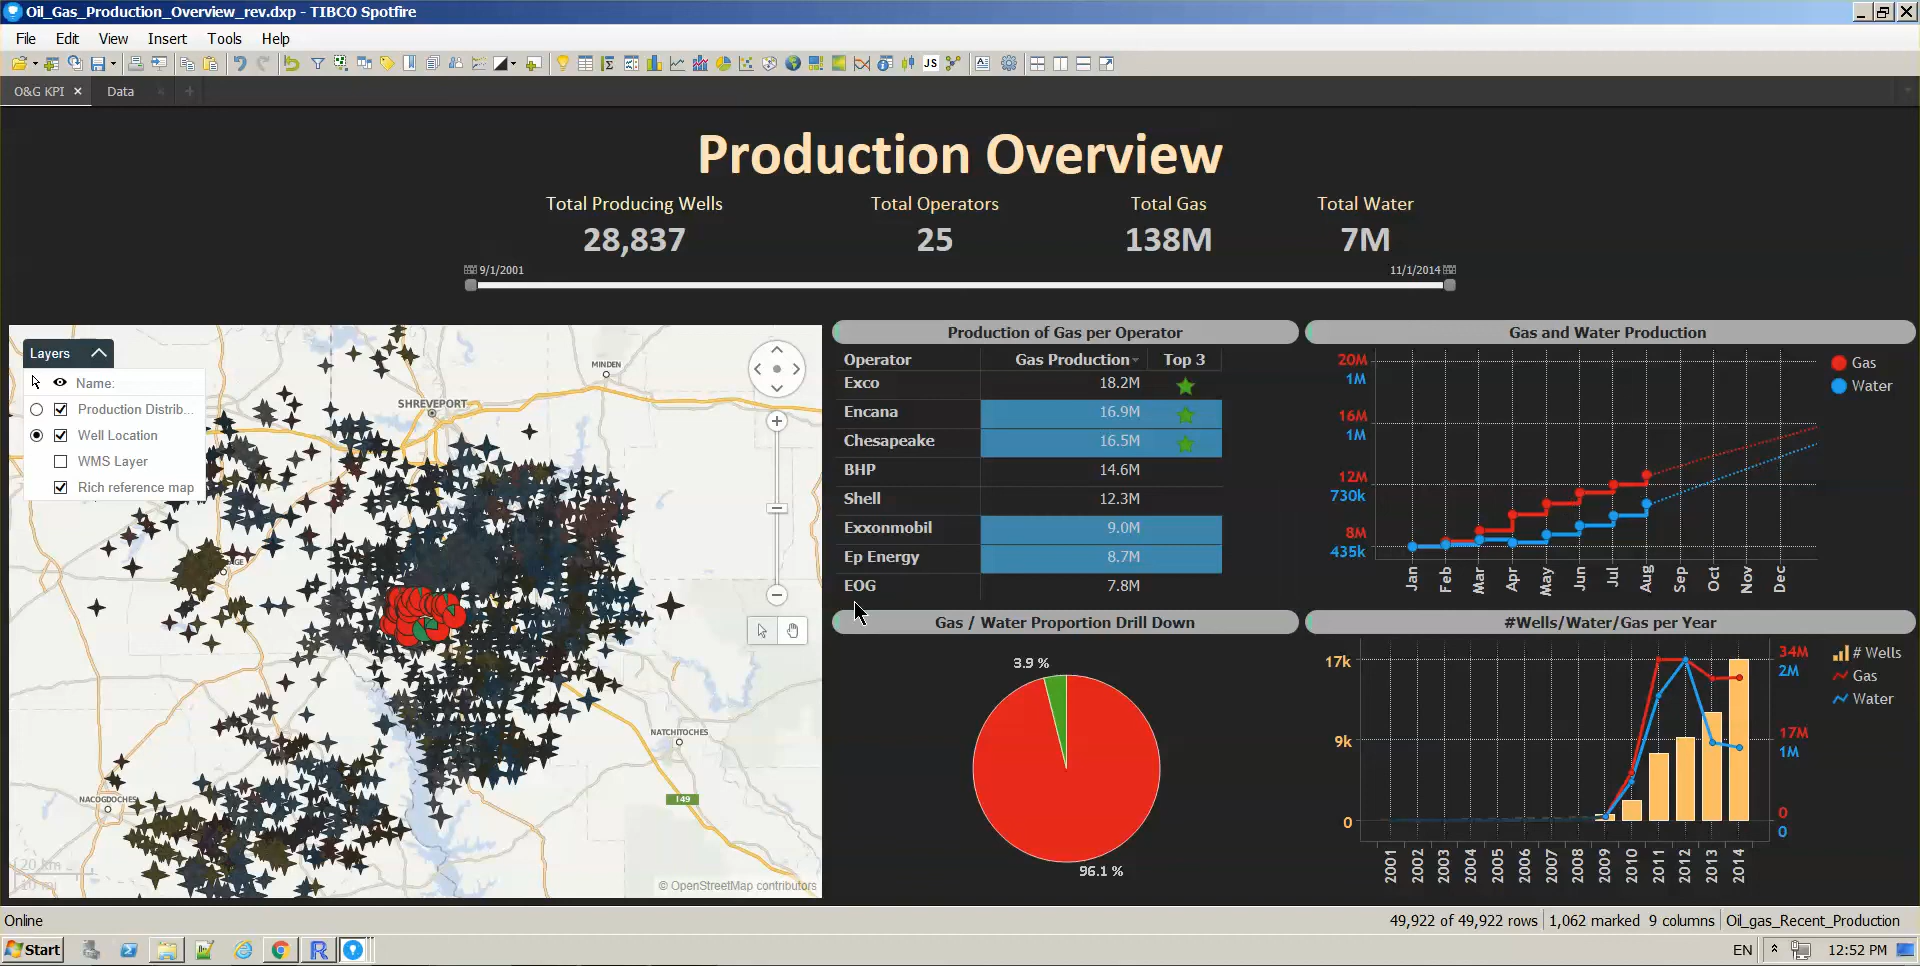 Oil_Gas_Production_Overview_rev.dxp - TIBCO Spotfire
File Edit View Insert Tools Help
JS
O&G KPI Data
Production Overview
Total Producing Wells Total Operators Total Gas Total Water
28,837 25 138M 7M
9/1/2001 11/1/2014
Layers
Name:
Production Distrib...
Well Location
WMS Layer
Rich reference map
MINDEN
SHREVEPORT
NATCHITOCHES
NACOGDOCHES
I49
20 km
10 mi
© OpenStreetMap contributors
Production of Gas per Operator
Operator Gas Production Top 3
Exco 18.2M
Encana 16.9M
Chesapeake 16.5M
BHP 14.6M
Shell 12.3M
Exxonmobil 9.0M
Ep Energy 8.7M
EOG 7.8M
Gas and Water Production
20M
1M
16M
1M
12M
730k
8M
435k
Jan Feb Mar Apr May Jun Jul Aug Sep Oct Nov Dec
Gas
Water
Gas / Water Proportion Drill Down
3.9 %
96.1 %
#Wells/Water/Gas per Year
17k
9k
0
34M
2M
17M
1M
0
0
2001 2002 2003 2004 2005 2006 2007 2008 2009 2010 2011 2012 2013 2014
# Wells
Gas
Water
Online 49,922 of 49,922 rows 1,062 marked 9 columns Oil_gas_Recent_Production
Start EN 12:52 PM